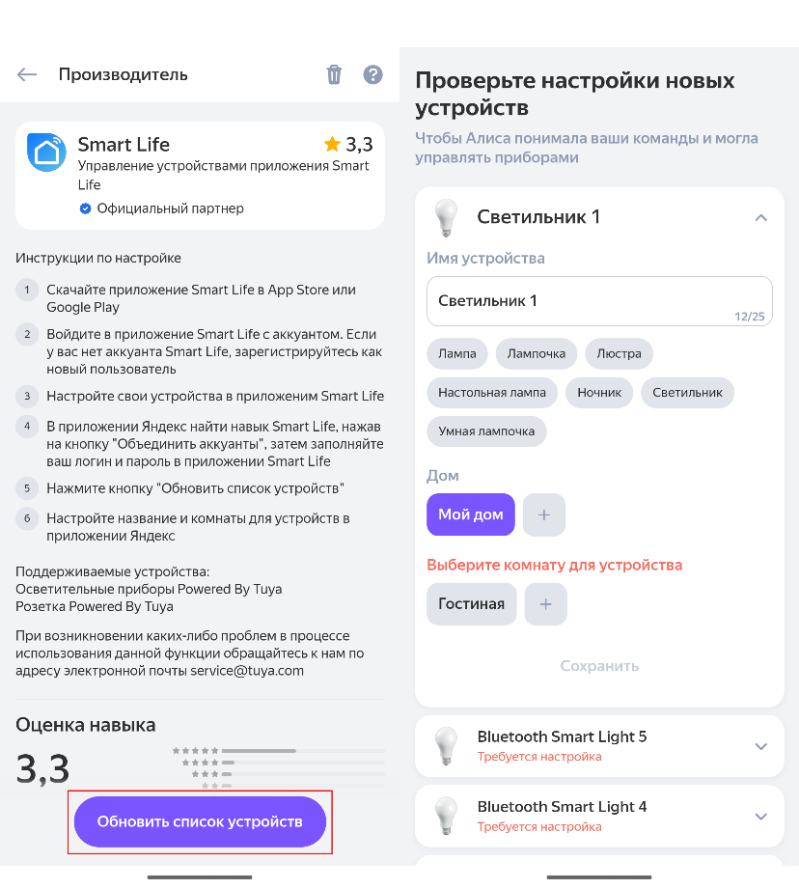 Производитель
Smart Life
3,3
Управление устройствами приложения Smart
Life
Официальный партнер
Инструкции по настройке
1 Скачайте приложение Smart Life в App Store или
Google Play
2 Войдите в приложение Smart Life с аккуантом. Если
у вас нет аккуанта Smart Life, зарегистрируйтесь как
новый пользователь
3 Настройте свои устройства в приложениям Smart Life
4 В приложении Яндекс найти навык Smart Life, нажав
на кнопку "Объединить аккуанты", затем заполняйте
ваш логин и пароль в приложении Smart Life
5 Нажмите кнопку "Обновить список устройств"
6 Настройте название и комнаты для устройств в
приложении Яндекс
Поддерживаемые устройства:
Осветительные приборы Powered By Tuya
Розетка Powered By Tuya
При возникновении каких-либо проблем в процессе
использования данной функции обращайтесь к нам по
адресу электронной почты service@tuya.com
Оценка навыка
3,3
Обновить список устройств
Проверьте настройки новых
устройств
Чтобы Алиса понимала ваши команды и могла
управлять приборами
Светильник 1
Имя устройства
Светильник 1
12/25
Лампа Лампочка Люстра
Настольная лампа Ночник Светильник
Умная лампочка
Дом
Мой дом +
Выберите комнату для устройства
Гостиная +
Сохранить
Bluetooth Smart Light 5
Требуется настройка
Bluetooth Smart Light 4
Требуется настройка